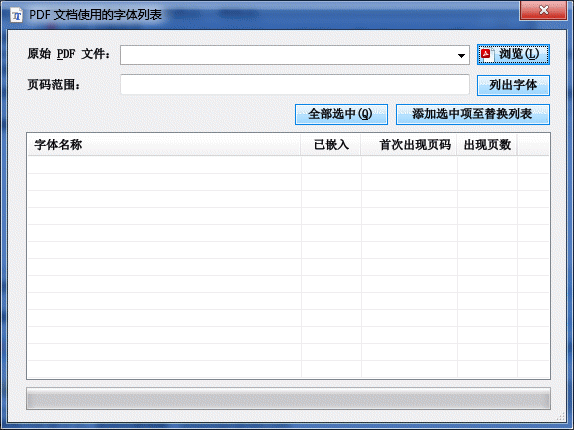 PDF 文档使用的字体列表
原始 PDF 文件：
浏览(L)
页码范围：
列出字体
全部选中(Q) 添加选中项至替换列表
字体名称 已嵌入 首次出现页码 出现页数